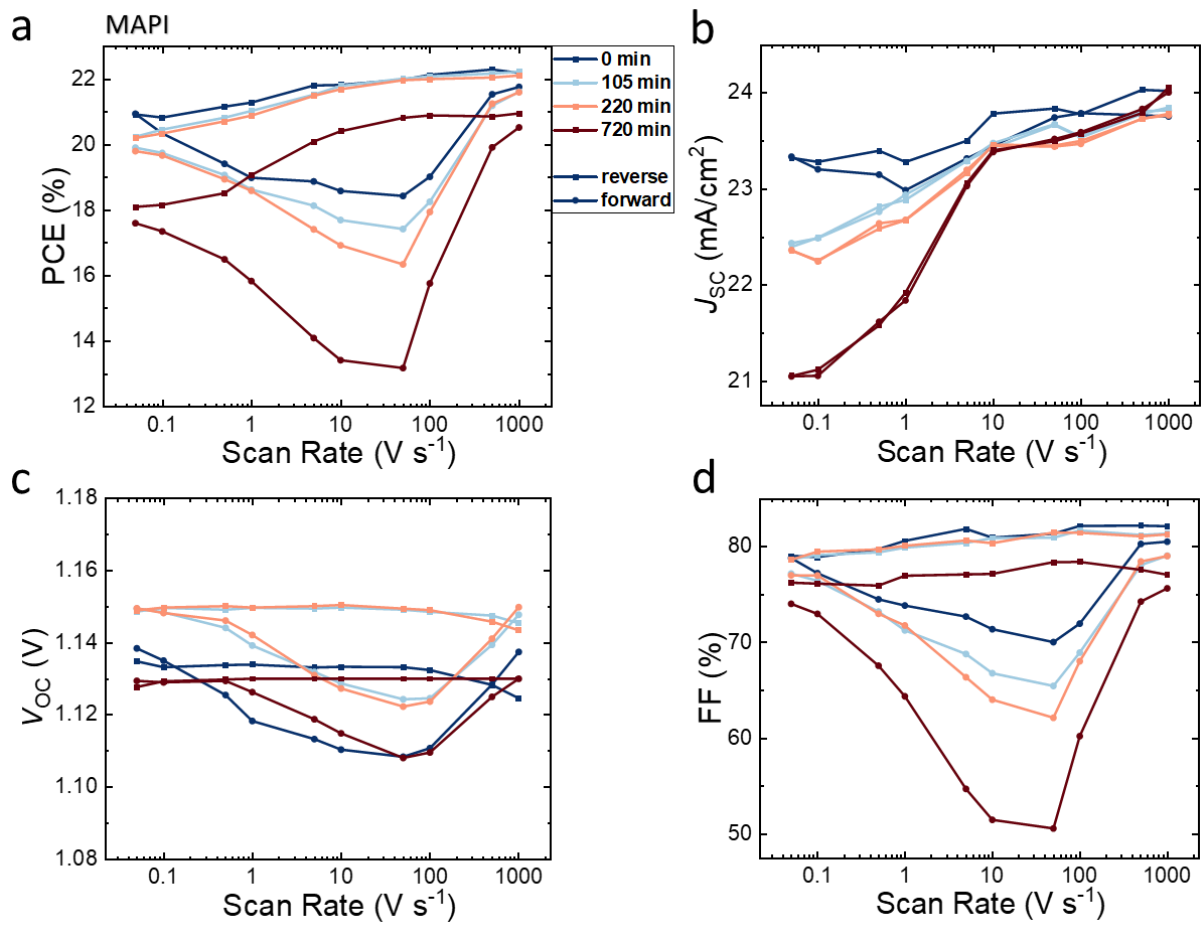 a MAPI
PCE (%)
22
20
18
16
14
12
0.1 1 10 100 1000
Scan Rate (V s⁻¹)
0 min
105 min
220 min
720 min
reverse
forward
b
J_SC (mA/cm²)
24
23
22
21
0.1 1 10 100 1000
Scan Rate (V s⁻¹)
c
V_OC (V)
1.18
1.16
1.14
1.12
1.10
1.08
0.1 1 10 100 1000
Scan Rate (V s⁻¹)
d
FF (%)
80
70
60
50
0.1 1 10 100 1000
Scan Rate (V s⁻¹)